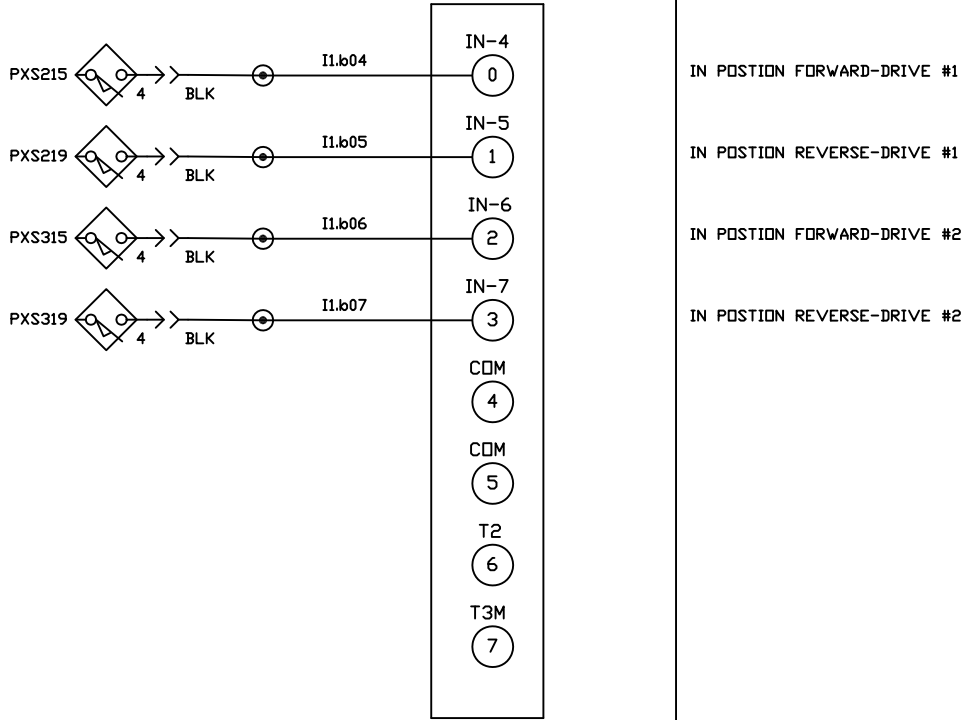 IN-4
I1.b04
PXS215
0
IN POSTION FORWARD-DRIVE #1
4
BLK
IN-5
I1.b05
PXS219
1
IN POSTION REVERSE-DRIVE #1
4
BLK
IN-6
I1.b06
PXS315
2
IN POSTION FORWARD-DRIVE #2
4
BLK
IN-7
I1.b07
PXS319
3
IN POSTION REVERSE-DRIVE #2
4
BLK
COM
4
COM
5
T2
6
T3M
7